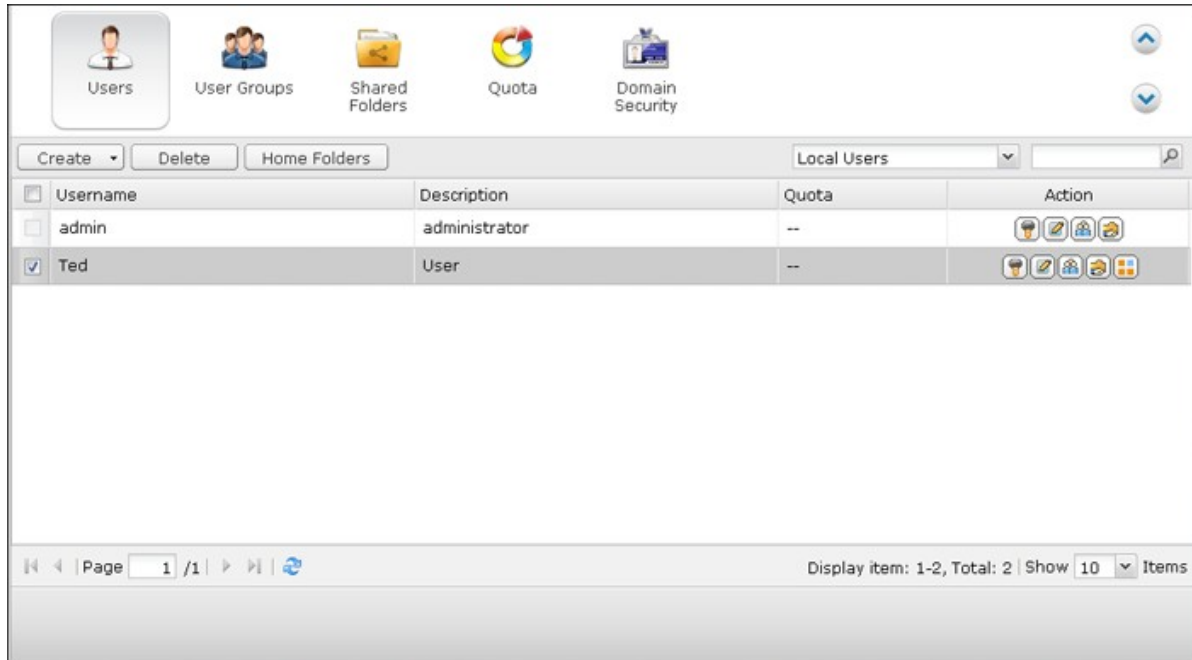 Users User Groups Shared Folders Quota Domain Security
Create Delete Home Folders Local Users
Username Description Quota Action
admin administrator --
Ted User --
Page 1 /1 Display item: 1-2, Total: 2 Show 10 Items